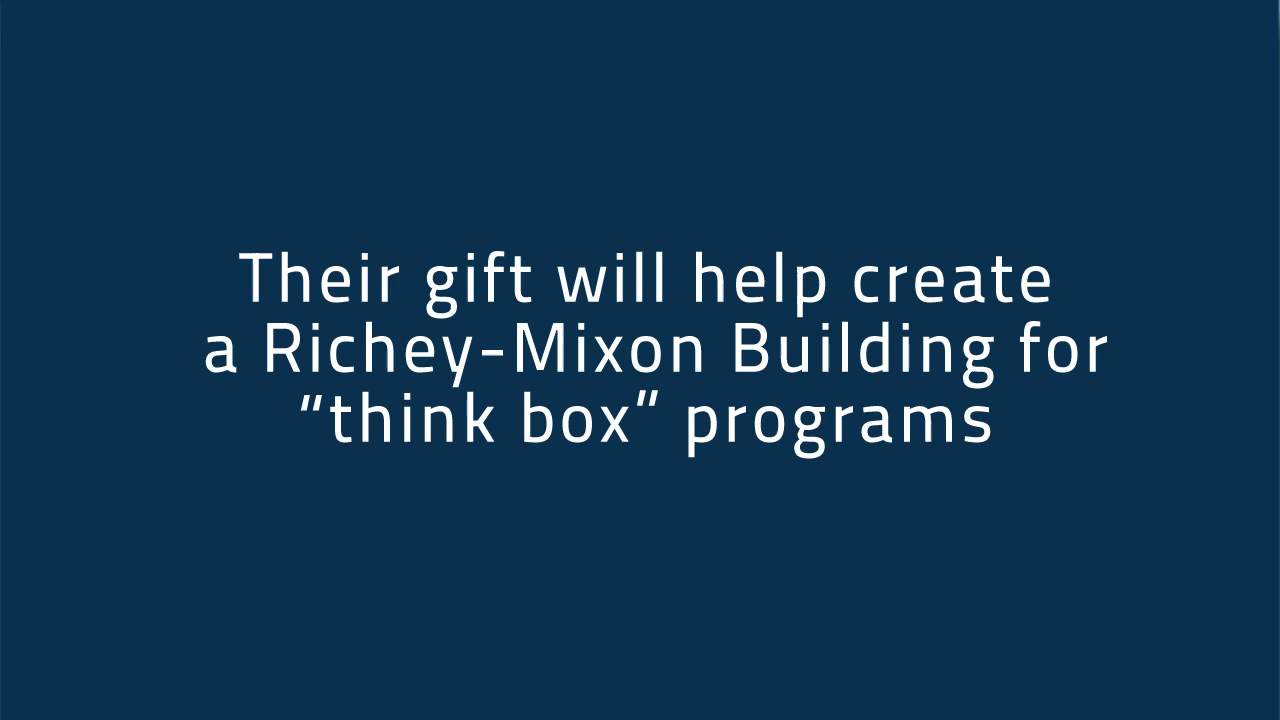 Their gift will help create
a Richey-Mixon Building for
“think box” programs